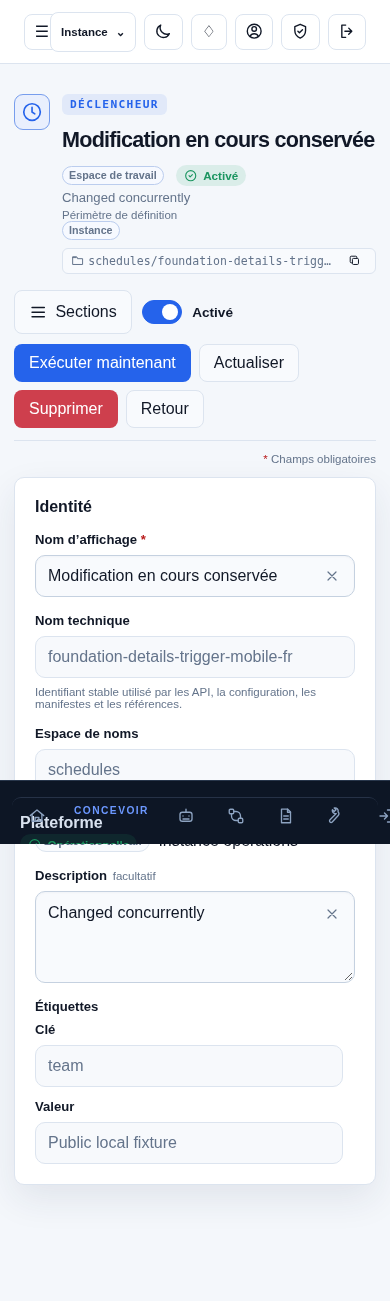 Instance
DÉCLENCHEUR
Modification en cours conservée
Espace de travail Activé
Changed concurrently
Périmètre de définition
Instance
schedules/foundation-details-trigg…
Sections Activé
Exécuter maintenant Actualiser
Supprimer Retour
* Champs obligatoires
Identité
Nom d’affichage *
Modification en cours conservée
Nom technique
foundation-details-trigger-mobile-fr
Identifiant stable utilisé par les API, la configuration, les
manifestes et les références.
Espace de noms
schedules
CONCEVOIR
Plateforme
Description facultatif
Changed concurrently
Étiquettes
Clé
team
Valeur
Public local fixture